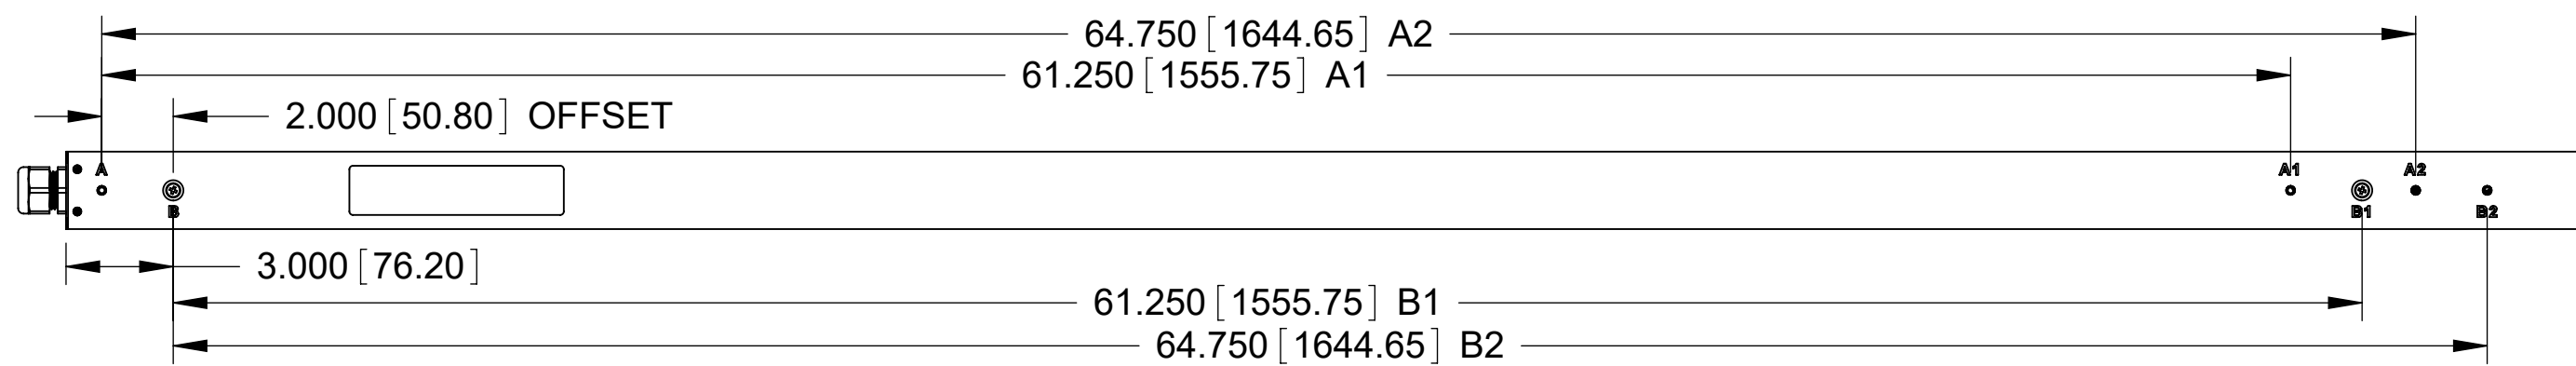 64.750 [1644.65] A2
61.250 [1555.75] A1
2.000 [50.80] OFFSET
A
A1
A2
B
B1
B2
3.000 [76.20]
61.250 [1555.75] B1
64.750 [1644.65] B2